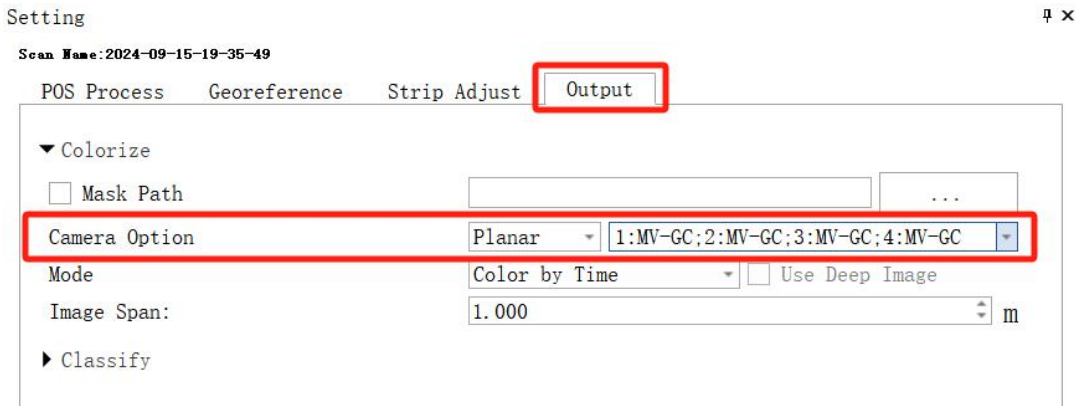 Setting
Scan Name:2024-09-15-19-35-49
POS Process Georeference Strip Adjust Output
Colorize
Mask Path ...
Camera Option Planar 1:MV-GC;2:MV-GC;3:MV-GC;4:MV-GC
Mode Color by Time Use Deep Image
Image Span: 1.000 m
Classify